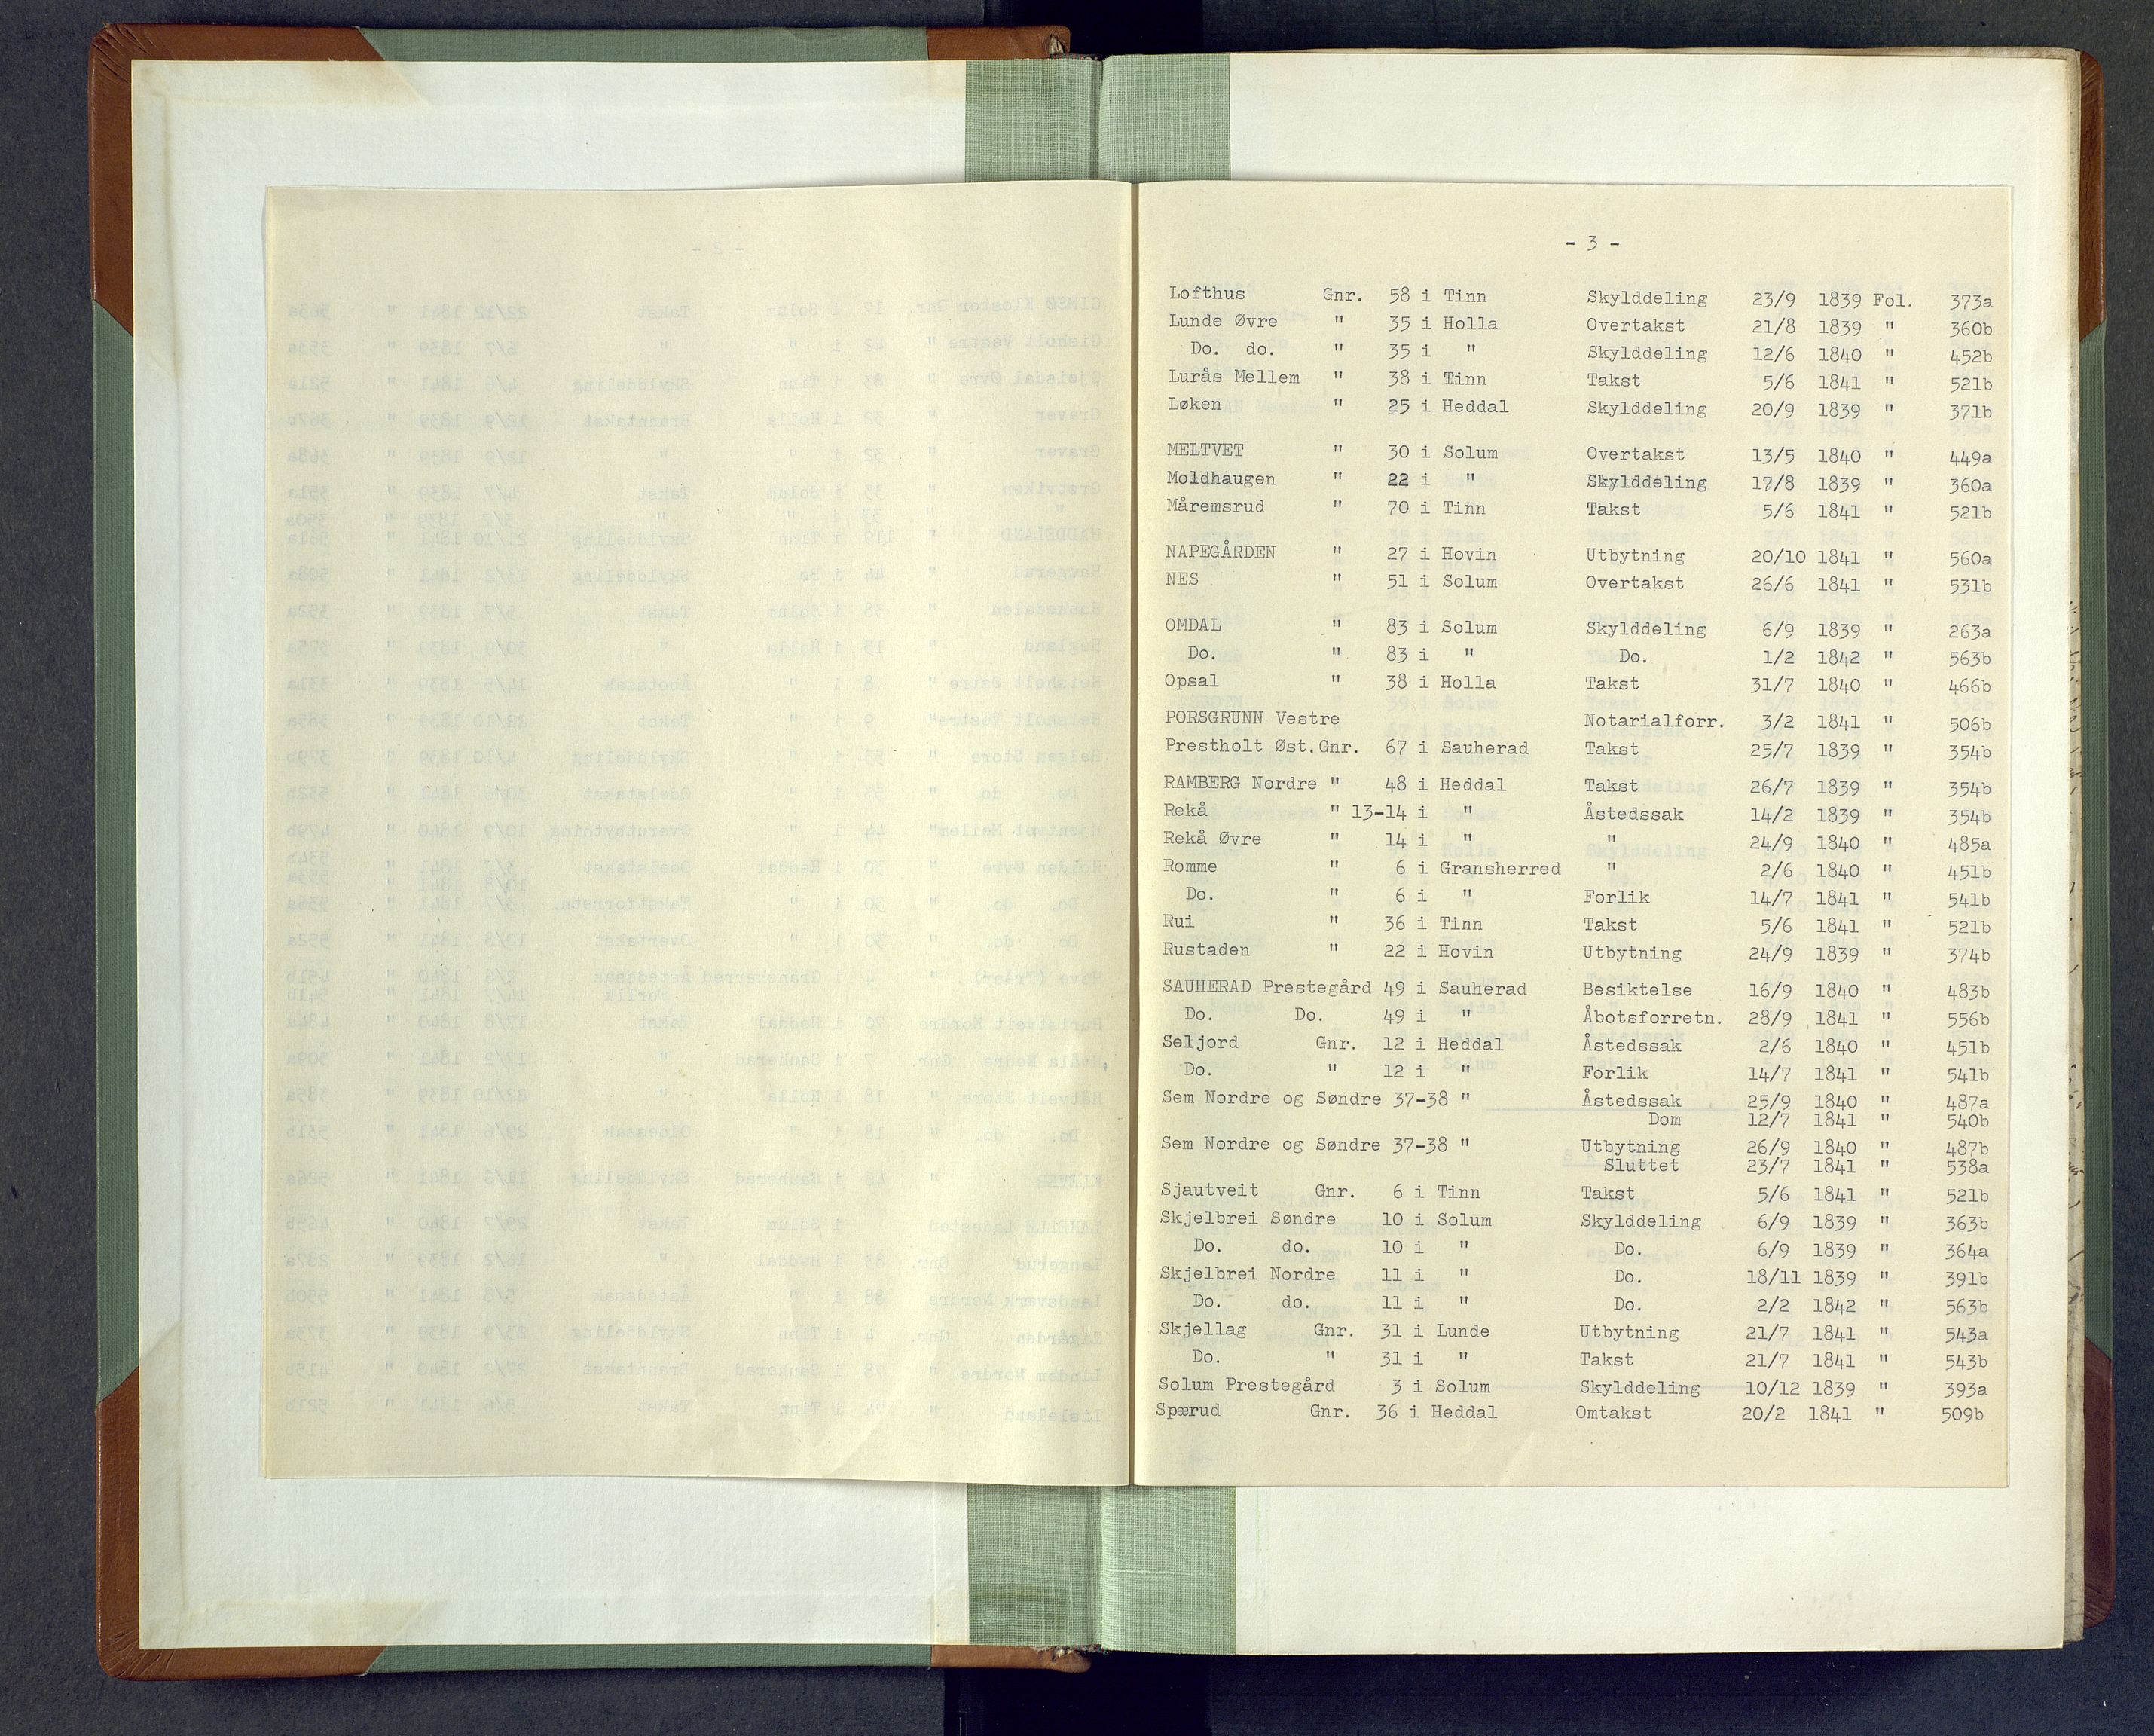 - 3 -
Lofthus Gnr. 58 i Tinn Skylddeling 23/9 1839 Fol. 373a
Lunde Øvre " 35 i Holla Overtakst 21/8 1839 " 360b
Do. do. " 35 i " Skylddeling 12/6 1840 " 452b
Lurås Mellem " 38 i Tinn Takst 5/6 1841 " 521b
Løken " 25 i Heddal Skylddeling 20/9 1839 " 371b
MELTVET " 30 i Solum Overtakst 13/5 1840 " 449a
Moldhaugen " 22 i " Skylddeling 17/8 1839 " 360a
Måremsrud " 70 i Tinn Takst 5/6 1841 " 521b
NAPEGÅRDEN " 27 i Hovin Utbytning 20/10 1841 " 560a
NES " 51 i Solum Overtakst 26/6 1841 " 531b
OMDAL " 83 i Solum Skylddeling 6/9 1839 " 263a
Do. " 83 i " Do. 1/2 1842 " 563b
Opsal " 38 i Holla Takst 31/7 1840 " 466b
PORSGRUNN Vestre Notarialforr. 3/2 1841 " 506b
Prestholt Øst. Gnr. 67 i Sauherad Takst 25/7 1839 " 354b
RAMBERG Nordre " 48 i Heddal Takst 26/7 1839 " 354b
Rekå " 13-14 i " Åstedssak 14/2 1839 " 354b
Rekå Øvre " 14 i " " 24/9 1840 " 485a
Romme " 6 i Gransherred " 2/6 1840 " 451b
Do. " 6 i " Forlik 14/7 1841 " 541b
Rui " 36 i Tinn Takst 5/6 1841 " 521b
Rustaden " 22 i Hovin Utbytning 24/9 1839 " 374b
SAUHERAD Prestegård 49 i Sauherad Besiktelse 16/9 1840 " 483b
Do. Do. 49 i " Åbotsforretn. 28/9 1841 " 556b
Seljord Gnr. 12 i Heddal Åstedssak 2/6 1840 " 451b
Do. " 12 i " Forlik 14/7 1841 " 541b
Sem Nordre og Søndre 37-38 " Åstedssak 25/9 1840 " 487a
Dom 12/7 1841 " 540b
Sem Nordre og Søndre 37-38 " Utbytning 26/9 1840 " 487b
Sluttet 23/7 1841 " 538a
Sjautveit Gnr. 6 i Tinn Takst 5/6 1841 " 521b
Skjelbrei Søndre 10 i Solum Skylddeling 6/9 1839 " 363b
Do. do. 10 i " Do. 6/9 1839 " 364a
Skjelbrei Nordre 11 i " Do. 18/11 1839 " 391b
Do. do. 11 i " Do. 2/2 1842 " 563b
Skjellag Gnr. 31 i Lunde Utbytning 21/7 1841 " 543a
Do. " 31 i " Takst 21/7 1841 " 543b
Solum Prestegård 3 i Solum Skylddeling 10/12 1839 " 393a
Spærud Gnr. 36 i Heddal Omtakst 20/2 1841 " 509b